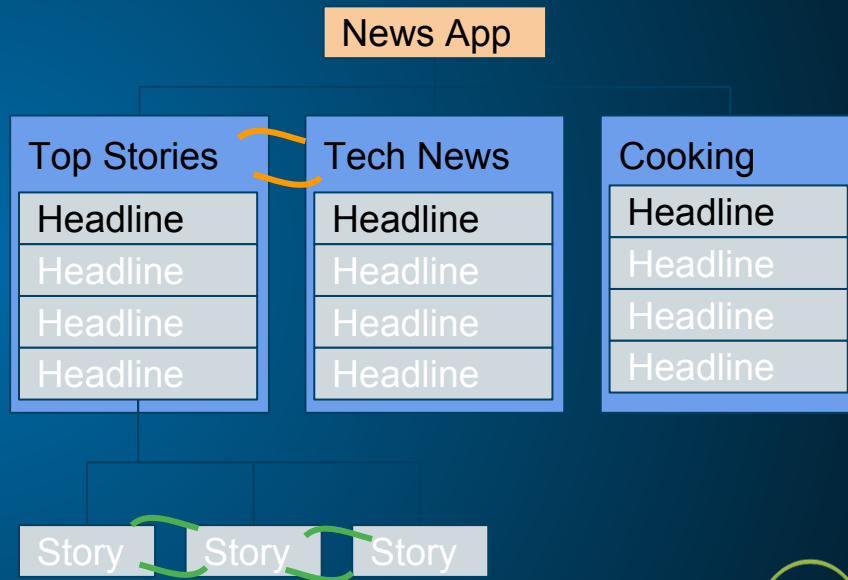 News App
Top Stories
Headline
Headline
Headline
Headline
Tech News
Headline
Headline
Headline
Headline
Cooking
Headline
Headline
Headline
Headline
Story
Story
Story